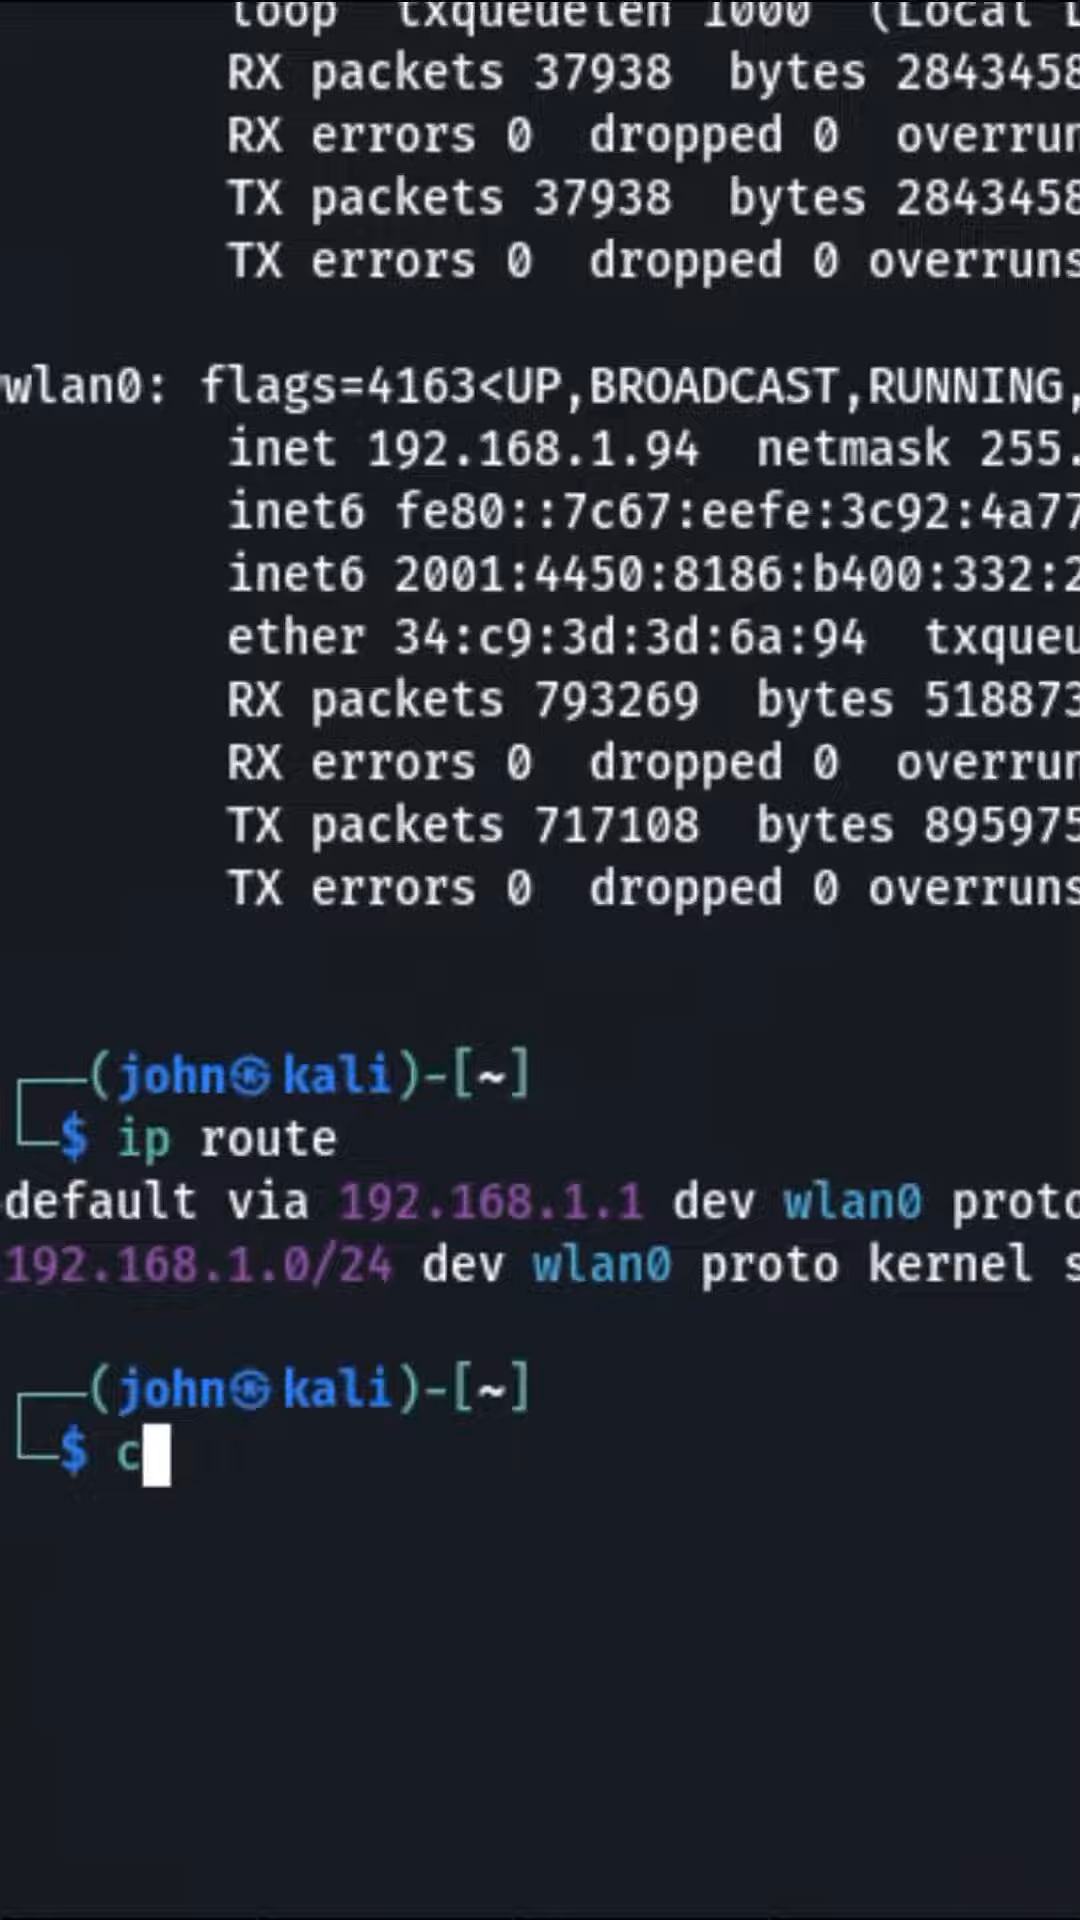 loop txqueuelen 1000 (Local
RX packets 37938 bytes 2843458
RX errors 0 dropped 0 overrun
TX packets 37938 bytes 2843458
TX errors 0 dropped 0 overruns
wlan0: flags=4163<UP,BROADCAST,RUNNING,
inet 192.168.1.94 netmask 255.
inet6 fe80::7c67:eefe:3c92:4a77
inet6 2001:4450:8186:b400:332:2
ether 34:c9:3d:3d:6a:94 txqueu
RX packets 793269 bytes 518873
RX errors 0 dropped 0 overrun
TX packets 717108 bytes 895975
TX errors 0 dropped 0 overruns
┌──(john㉿kali)-[~]
└─$ ip route
default via 192.168.1.1 dev wlan0 proto
192.168.1.0/24 dev wlan0 proto kernel s
┌──(john㉿kali)-[~]
└─$ c